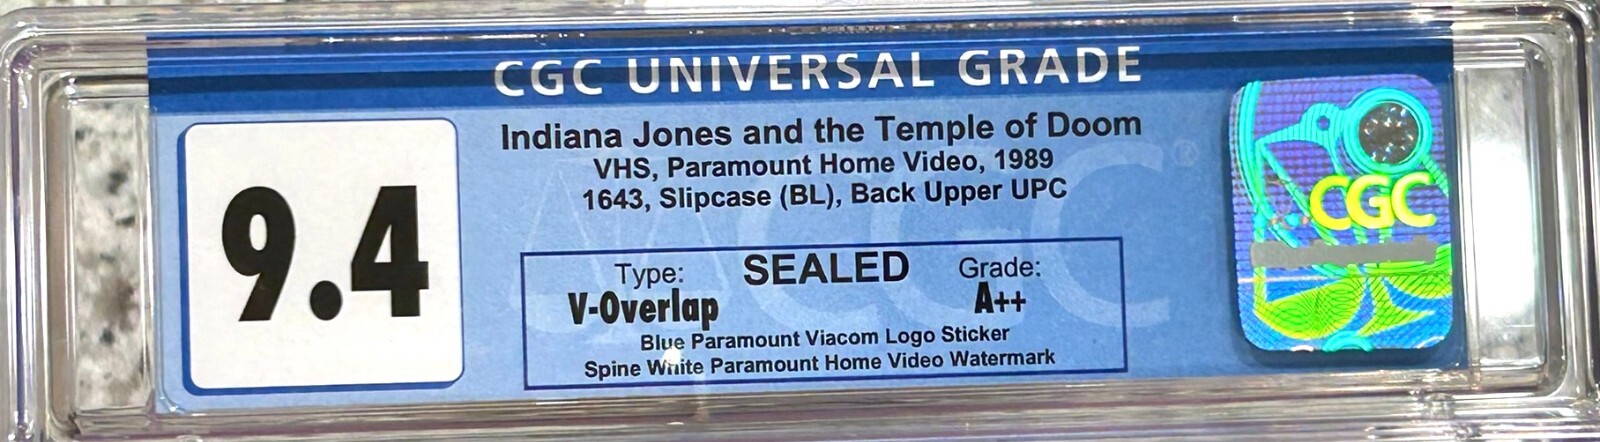 CGC UNIVERSAL GRADE
9.4
Indiana Jones and the Temple of Doom
VHS, Paramount Home Video, 1989
1643, Slipcase (BL), Back Upper UPC
Type: SEALED Grade:
V-Overlap A++
Blue Paramount Viacom Logo Sticker
Spine White Paramount Home Video Watermark
CGC